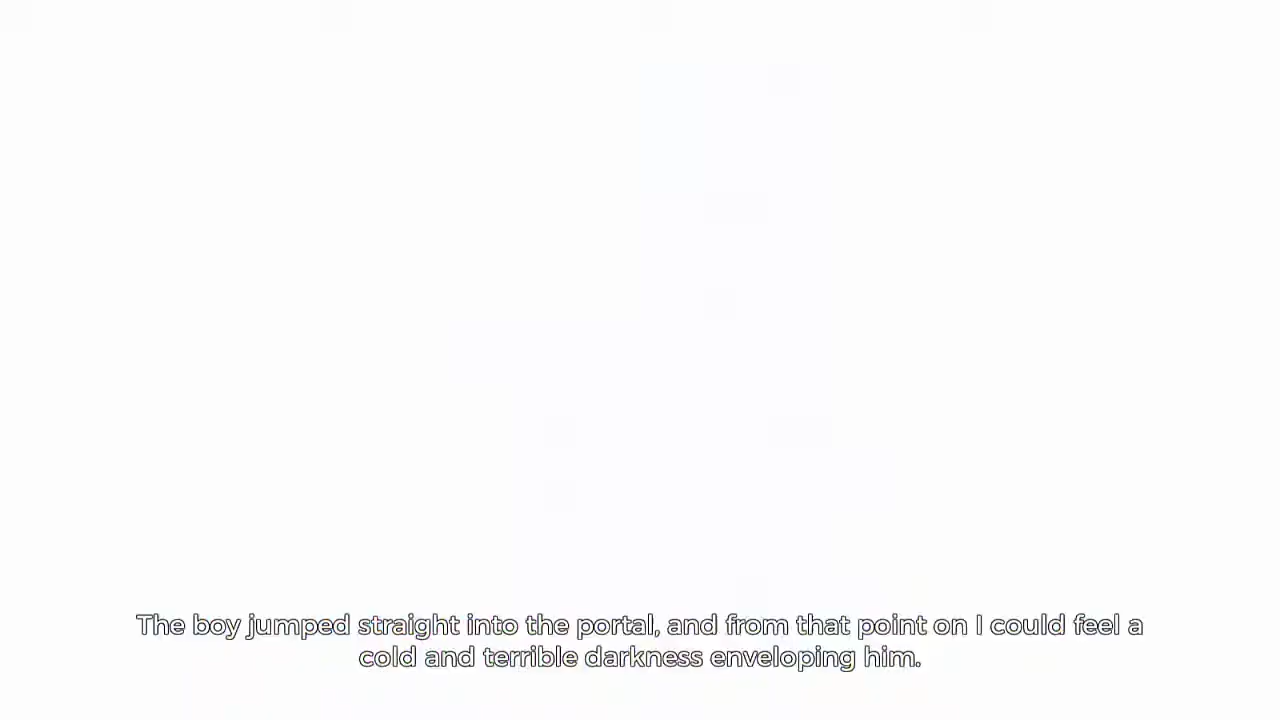 The boy jumped straight into the portal, and from that point on I could feel a
cold and terrible darkness enveloping him.